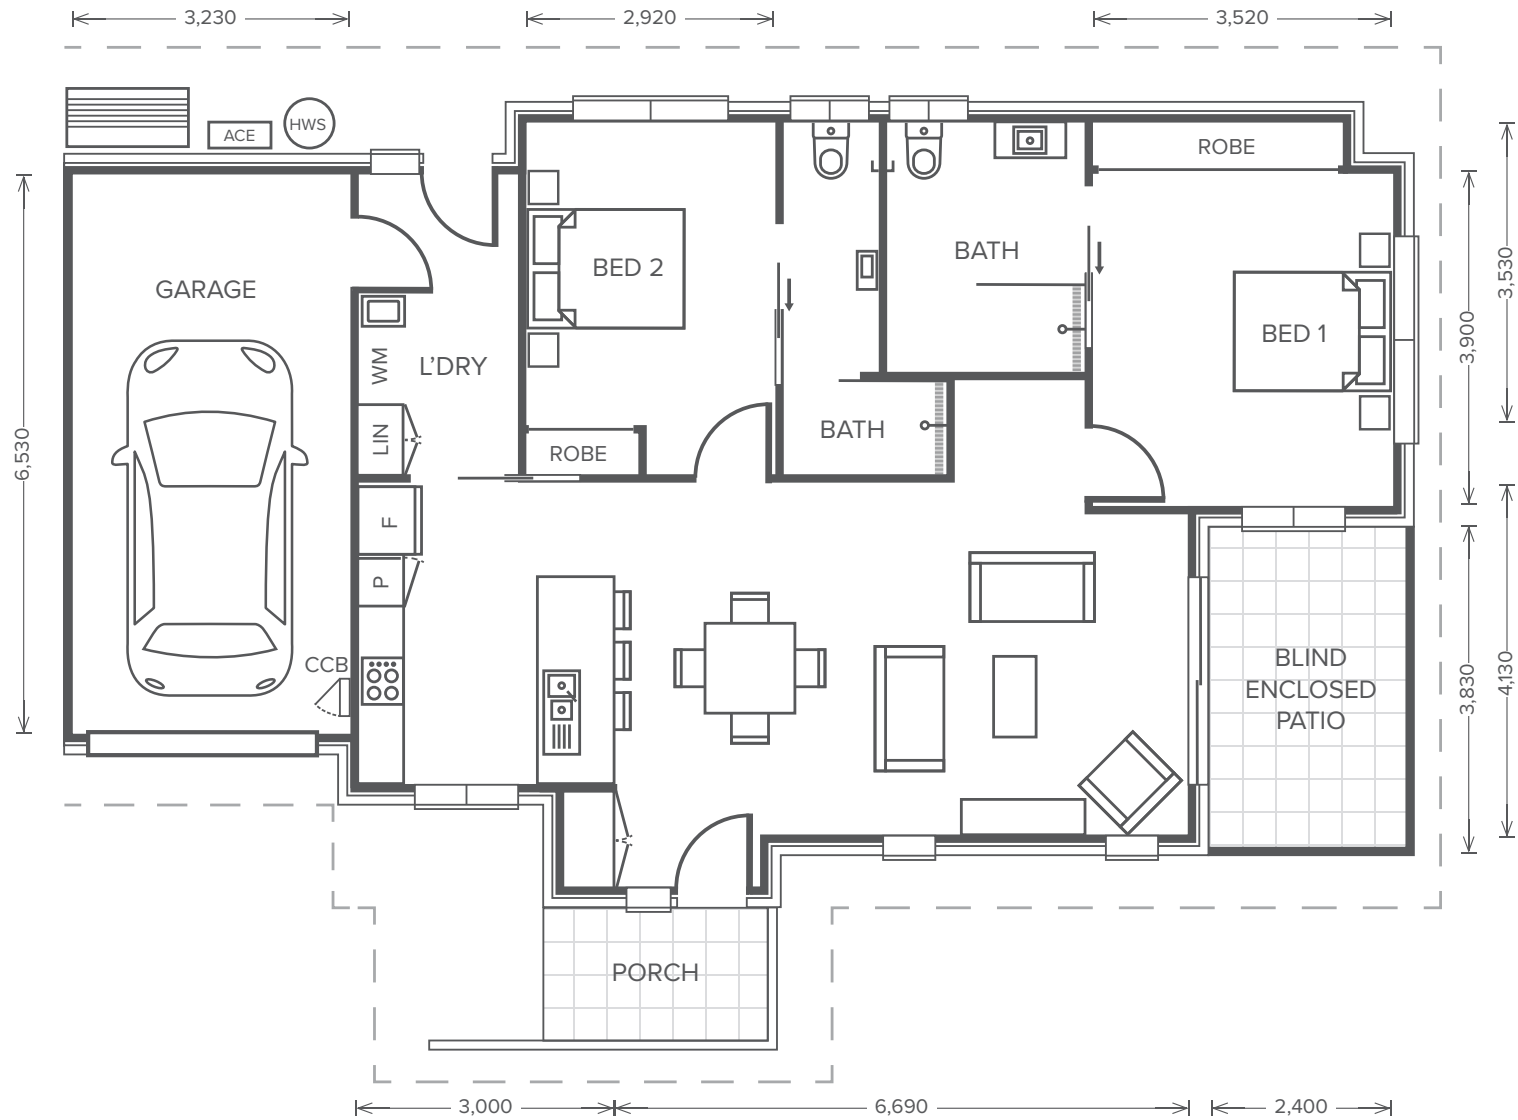 3,230
2,920
3,520
ACE
HWS
ROBE
GARAGE
BED 2
BATH
BED 1
3,530
3,900
WM
L'DRY
LIN
BATH
ROBE
6,530
F
P
CCB
BLIND
ENCLOSED
PATIO
3,830
4,130
PORCH
3,000
6,690
2,400